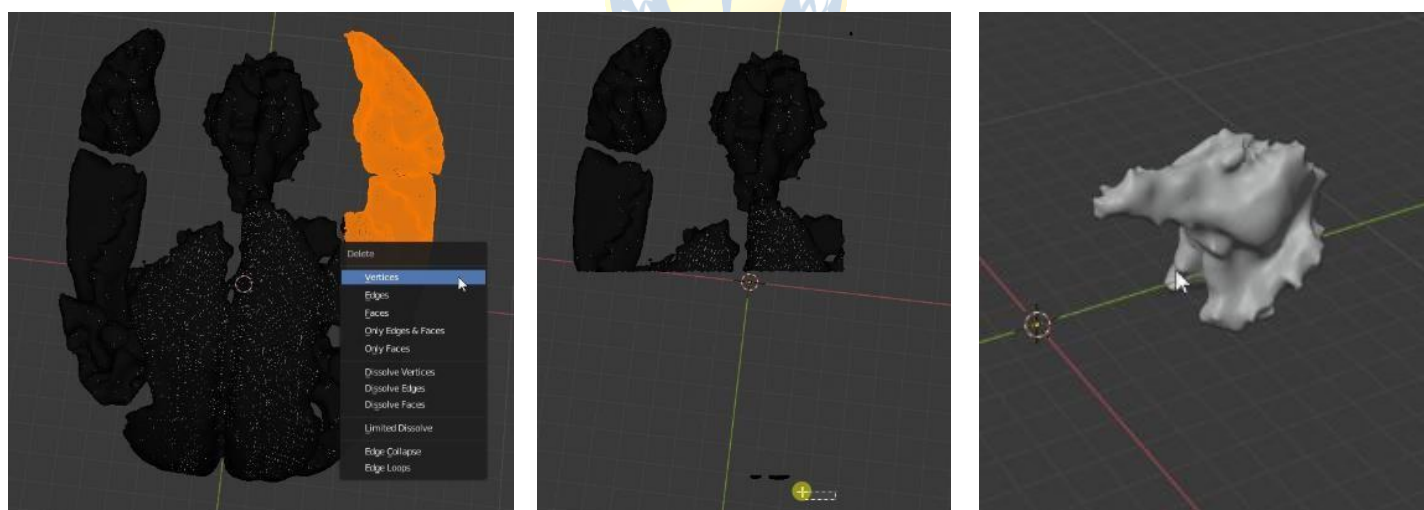 Delete
Vertices
Edges
Faces
Only Edges & Faces
Only Faces
Dissolve Vertices
Dissolve Edges
Dissolve Faces
Limited Dissolve
Edge Collapse
Edge Loops